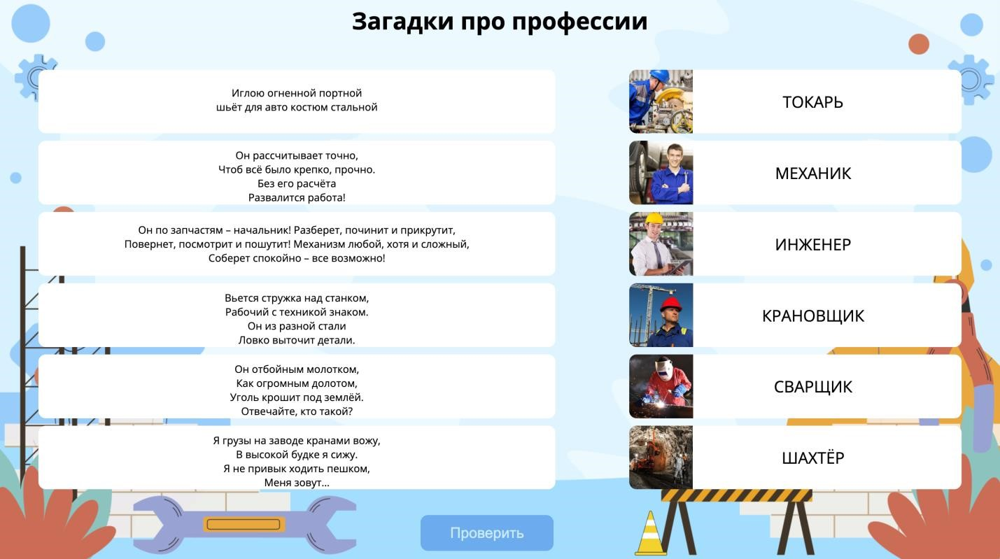 Загадки про профессии
Иглою огненной портной
шьёт для авто костюм стальной
Он рассчитывает точно,
Чтоб всё было крепко, прочно.
Без его расчёта
Развалится работа!
Он по запчастям – начальник! Разберет, починит и прикрутит,
Повернет, посмотрит и пошутит! Механизм любой, хотя и сложный,
Соберет спокойно – все возможно!
Вьется стружка над станком,
Рабочий с техникой знаком.
Он из разной стали
Ловко выточит детали.
Он отбойным молотком,
Как огромным долотом,
Уголь крошит под землёй.
Отвечайте, кто такой?
Я грузы на заводе кранами вожу,
В высокой будке я сижу.
Я не привык ходить пешком,
Меня зовут...
ТОКАРЬ
МЕХАНИК
ИНЖЕНЕР
КРАНОВЩИК
СВАРЩИК
ШАХТЁР
Проверить